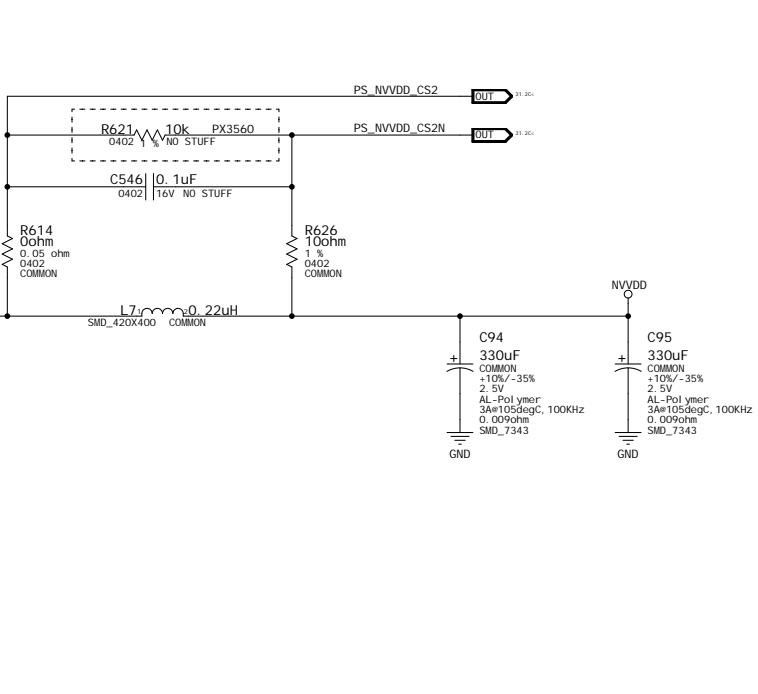 PS_NVVDD_CS2
OUT
R621 10k PX3560
0402 1 % NO STUFF
PS_NVVDD_CS2N
OUT
C546 0.1uF
0402 16V NO STUFF
R614
0ohm
0.05 ohm
0402
COMMON
R626
10ohm
1 %
0402
COMMON
L7 1 2 0.22uH
SMD_420X400 COMMON
NVVDD
C94
+ 330uF
COMMON
+10%/-35%
2.5V
AL-Polymer
3A@105degC,100KHz
0.009ohm
SMD_7343
GND
C95
+ 330uF
COMMON
+10%/-35%
2.5V
AL-Polymer
3A@105degC,100KHz
0.009ohm
SMD_7343
GND